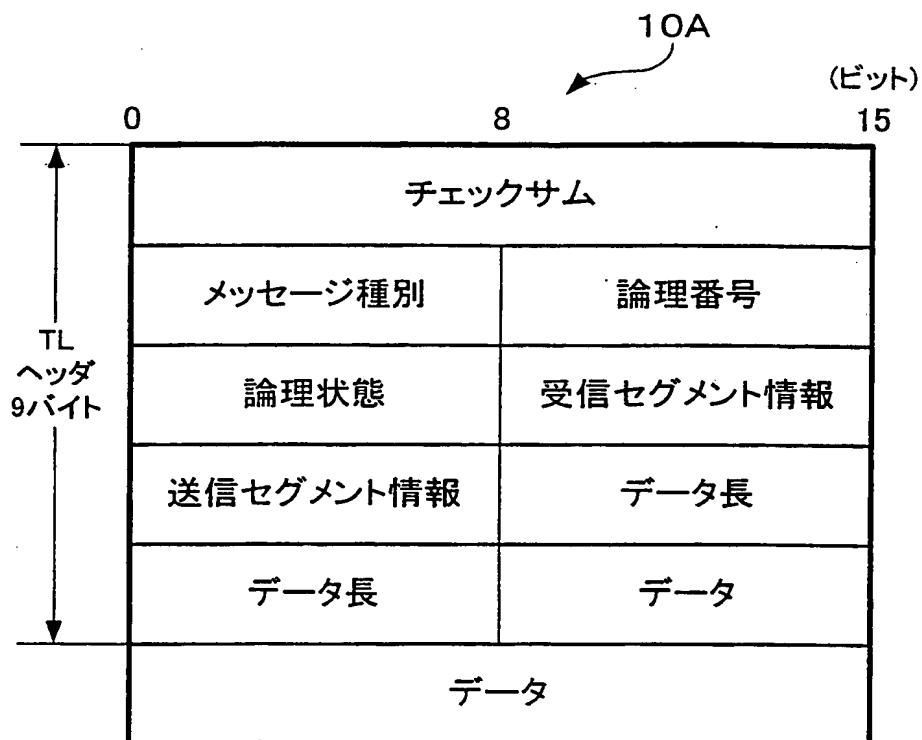 10A
(ビット)
0 8 15
チェックサム
メッセージ種別 論理番号
TL
ヘッダ
9バイト
論理状態 受信セグメント情報
送信セグメント情報 データ長
データ長 データ
データ